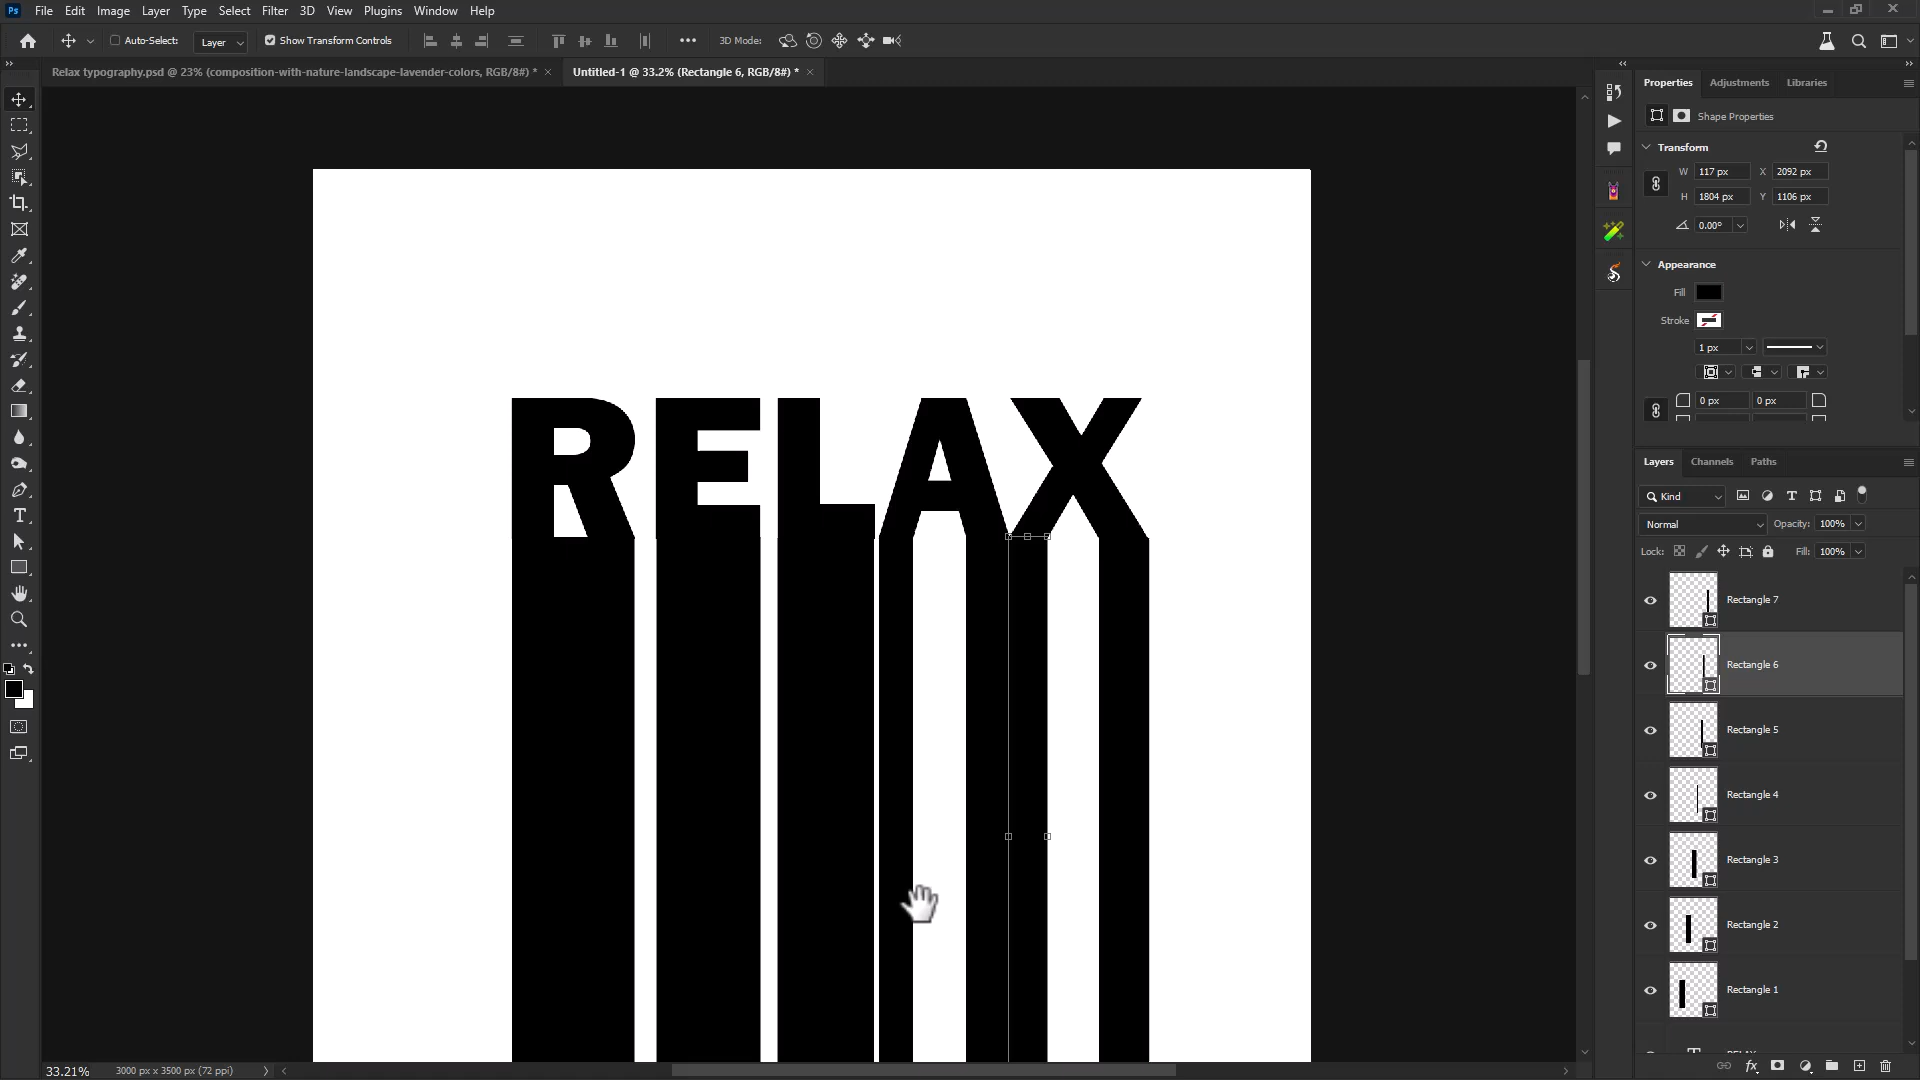 Ps File Edit Image Layer Type Select Filter 3D View Plugins Window Help
Auto-Select: Layer Show Transform Controls 3D Mode:
Relax typography.psd @ 23% (composition-with-nature-landscape-lavender-colors, RGB/8#) *
Untitled-1 @ 33.2% (Rectangle 6, RGB/8#) *
Properties Adjustments Libraries
Shape Properties
Transform
W 117 px X 2092 px
H 1804 px Y 1106 px
0.00°
Appearance
Fill
Stroke
1 px
0 px 0 px
Layers Channels Paths
Kind
Normal Opacity: 100%
Lock: Fill: 100%
Rectangle 7
Rectangle 6
Rectangle 5
Rectangle 4
Rectangle 3
Rectangle 2
Rectangle 1
RELAX
RELAX
33.21% 3000 px x 3500 px (72 ppi)